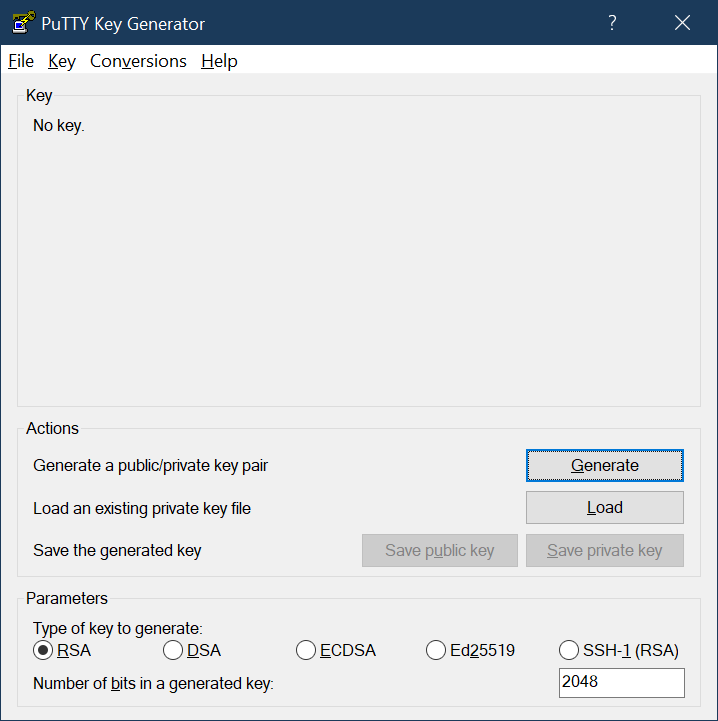 PuTTY Key Generator ?
File Key Conversions Help
Key
No key.
Actions
Generate a public/private key pair Generate
Load an existing private key file Load
Save the generated key Save public key Save private key
Parameters
Type of key to generate:
RSA DSA ECDSA Ed25519 SSH-1 (RSA)
Number of bits in a generated key: 2048